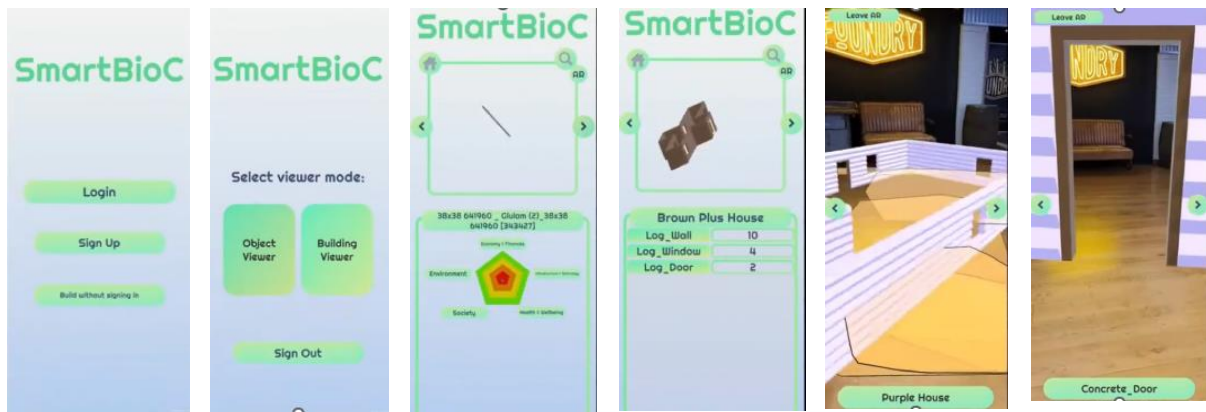 SmartBioC
Login
Sign Up
Build without signing in
SmartBioC
Select viewer mode:
Object
Viewer
Building
Viewer
Sign Out
SmartBioC
AR
<
>
38x38 641960 _ Glulam (2)_38x38
641960 [343427]
Economy + Finances
Environment
Society
Health + Wellbeing
SmartBioC
AR
<
>
Brown Plus House
Log_Wall 10
Log_Window 4
Log_Door 2
Leave AR
FOUNDRY
<
>
Purple House
Leave AR
NDRY
<
>
Concrete_Door